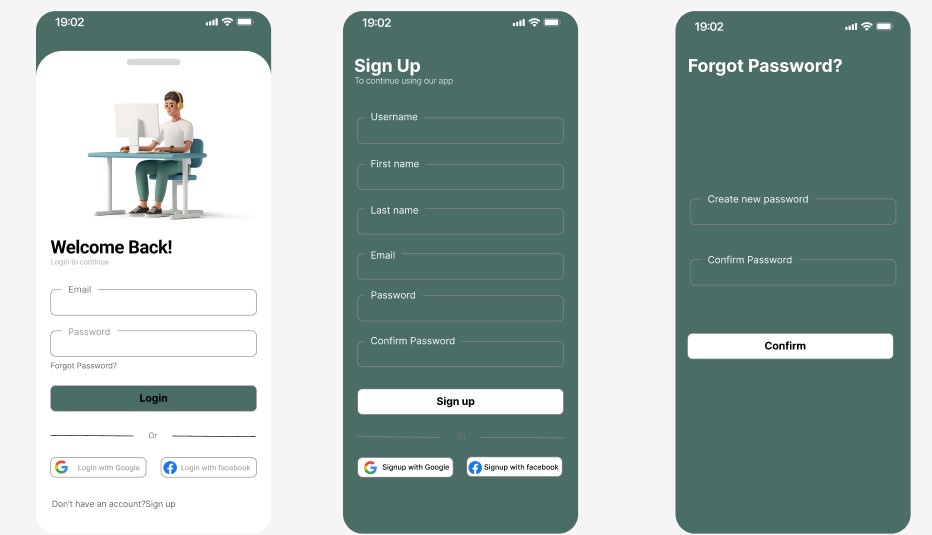 19:02
Welcome Back!
Login to continue
Email
Password
Forgot Password?
Login
Or
Login with Google
Login with facebook
Don't have an account?Sign up
19:02
Sign Up
To continue using our app
Username
First name
Last name
Email
Password
Confirm Password
Sign up
Or
Signup with Google
Signup with facebook
19:02
Forgot Password?
Create new password
Confirm Password
Confirm